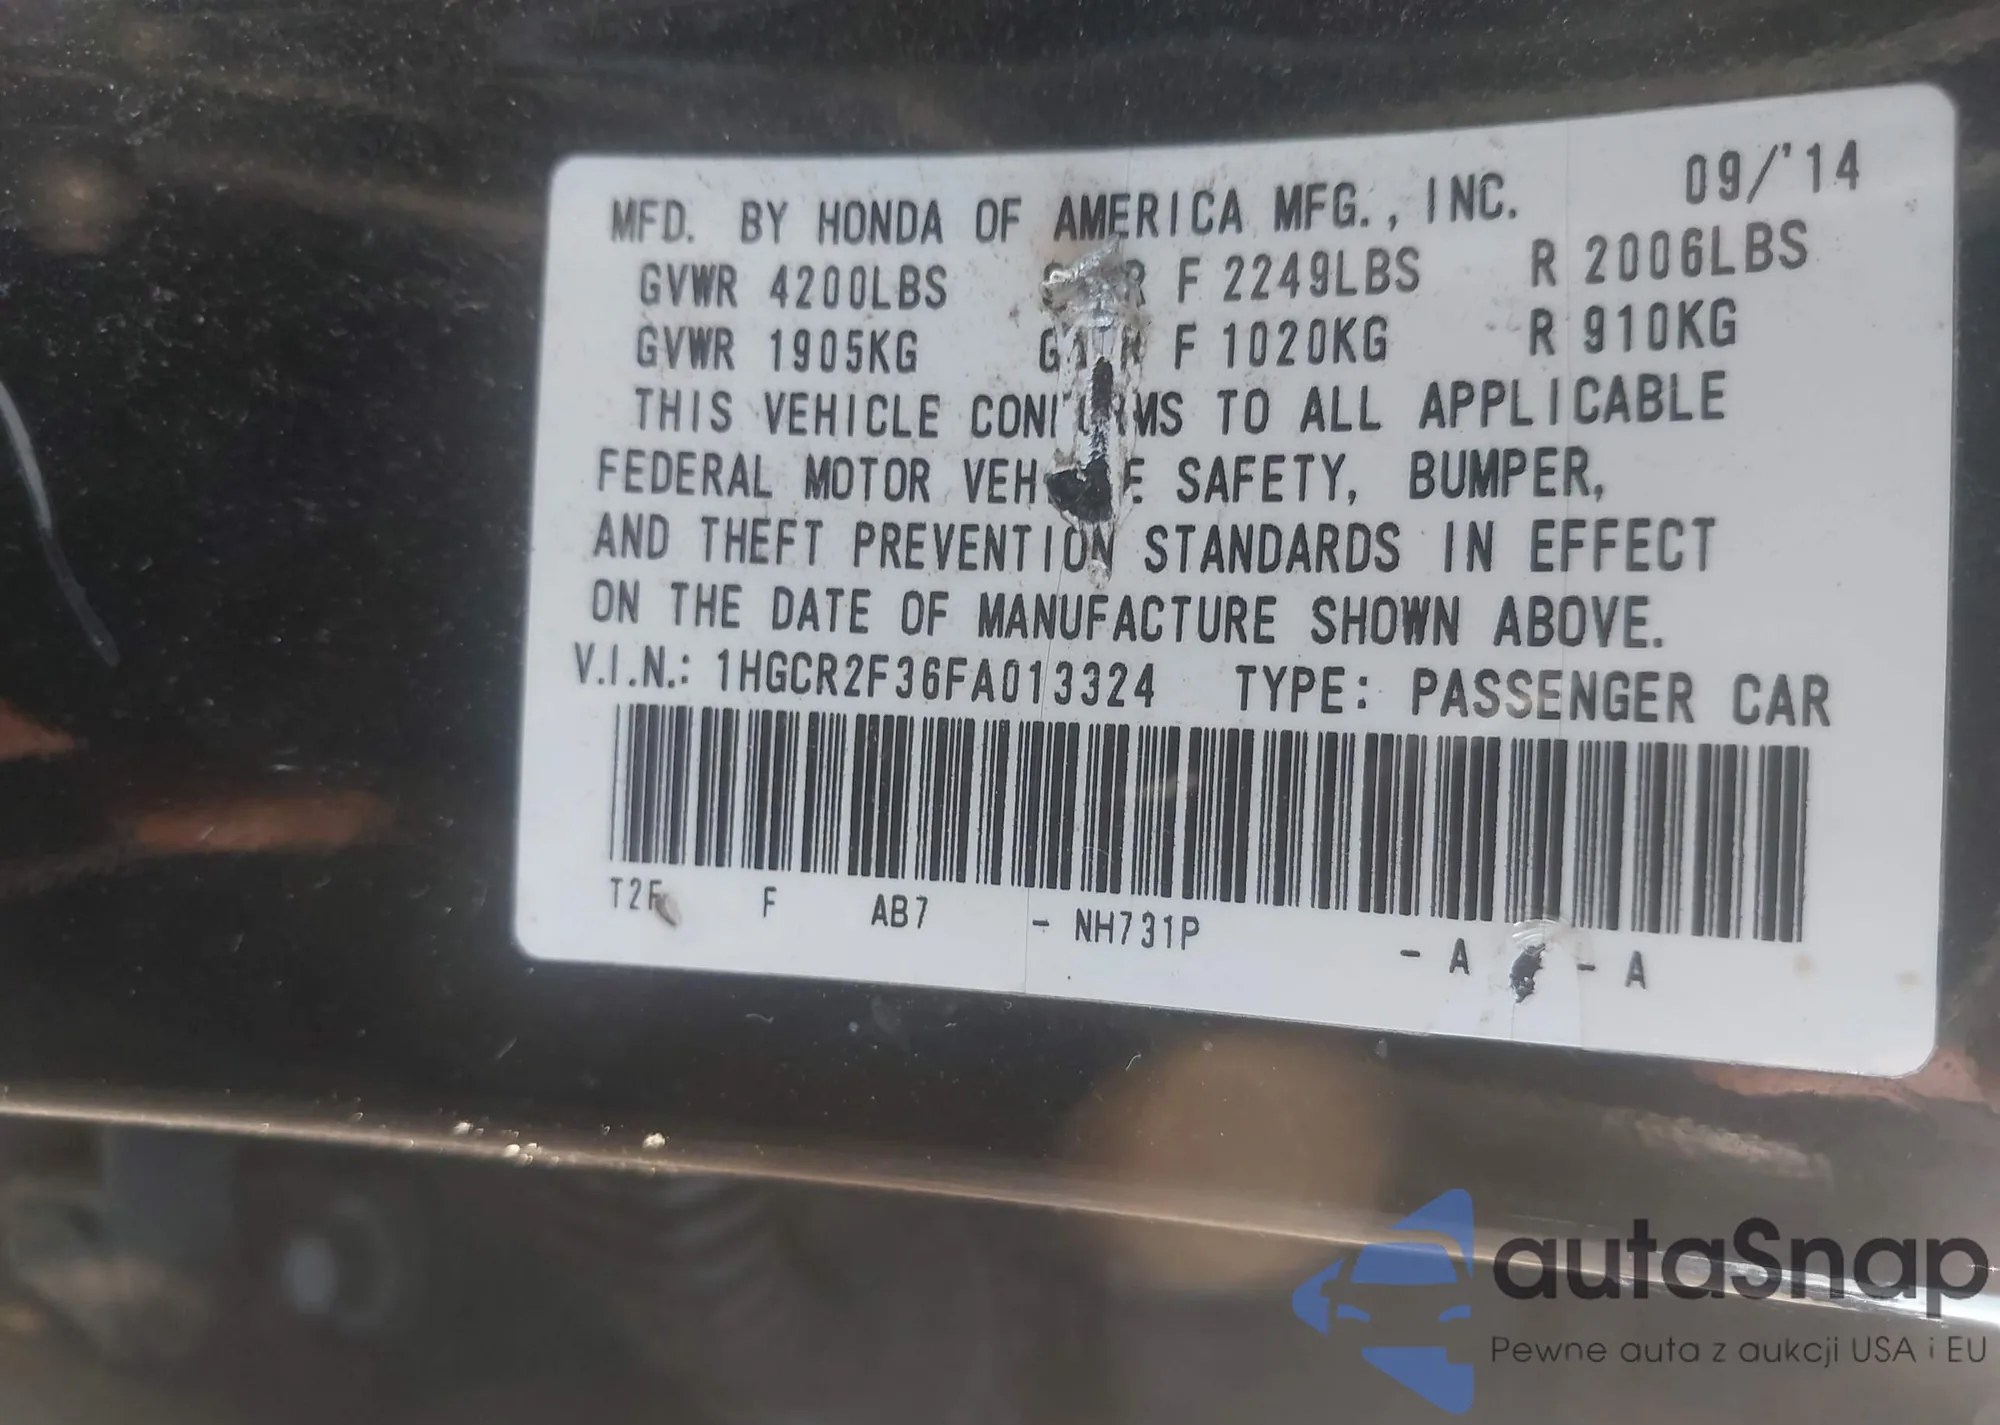 09/'14
MFD. BY HONDA OF AMERICA MFG., INC.
GVWR 4200LBS F 2249LBS R 2006LBS
GVWR 1905KG F 1020KG R 910KG
THIS VEHICLE TO ALL APPLICABLE
FEDERAL MOTOR SAFETY, BUMPER,
AND THEFT PREVENTION STANDARDS IN EFFECT
ON THE DATE OF MANUFACTURE SHOWN ABOVE.
V.I.N.: 1HGCR2F36FA013324 TYPE: PASSENGER CAR
F AB7 - NH731P - A - A
autaSnap
Pewne auta z aukcji USA i EU